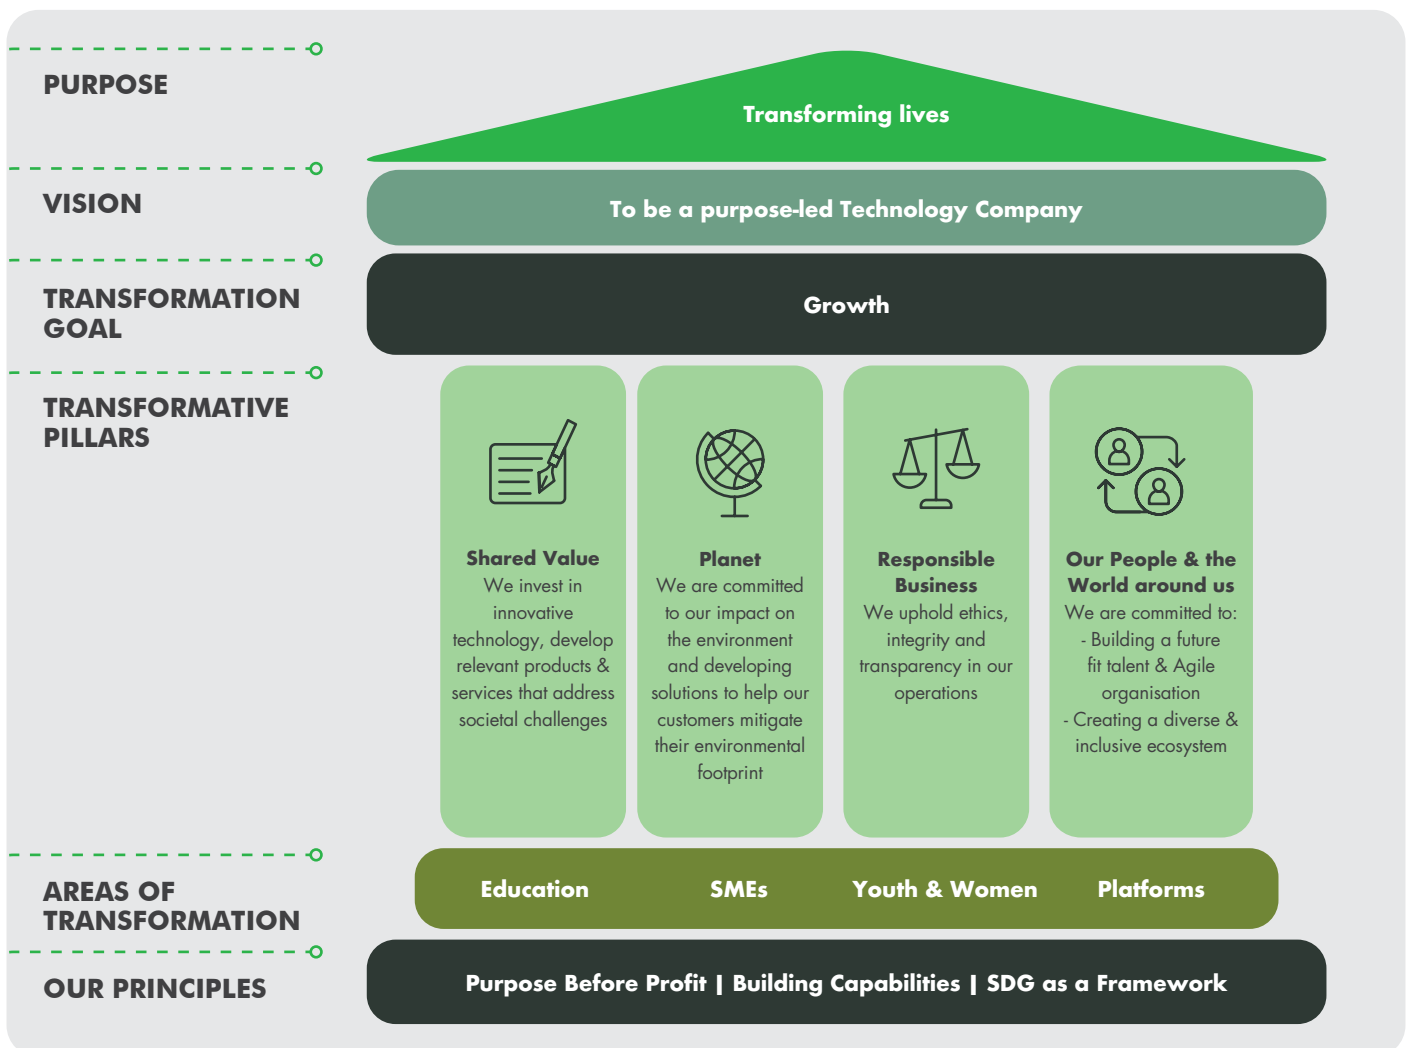 PURPOSE
Transforming lives
VISION
To be a purpose-led Technology Company
TRANSFORMATION
GOAL
Growth
TRANSFORMATIVE
PILLARS
Shared Value
We invest in
innovative
technology, develop
relevant products &
services that address
societal challenges
Planet
We are committed
to our impact on
the environment
and developing
solutions to help our
customers mitigate
their environmental
footprint
Responsible
Business
We uphold ethics,
integrity and
transparency in our
operations
Our People & the
World around us
We are committed to:
- Building a future
fit talent & Agile
organisation
- Creating a diverse &
inclusive ecosystem
AREAS OF
TRANSFORMATION
Education
SMEs
Youth & Women
Platforms
OUR PRINCIPLES
Purpose Before Profit | Building Capabilities | SDG as a Framework